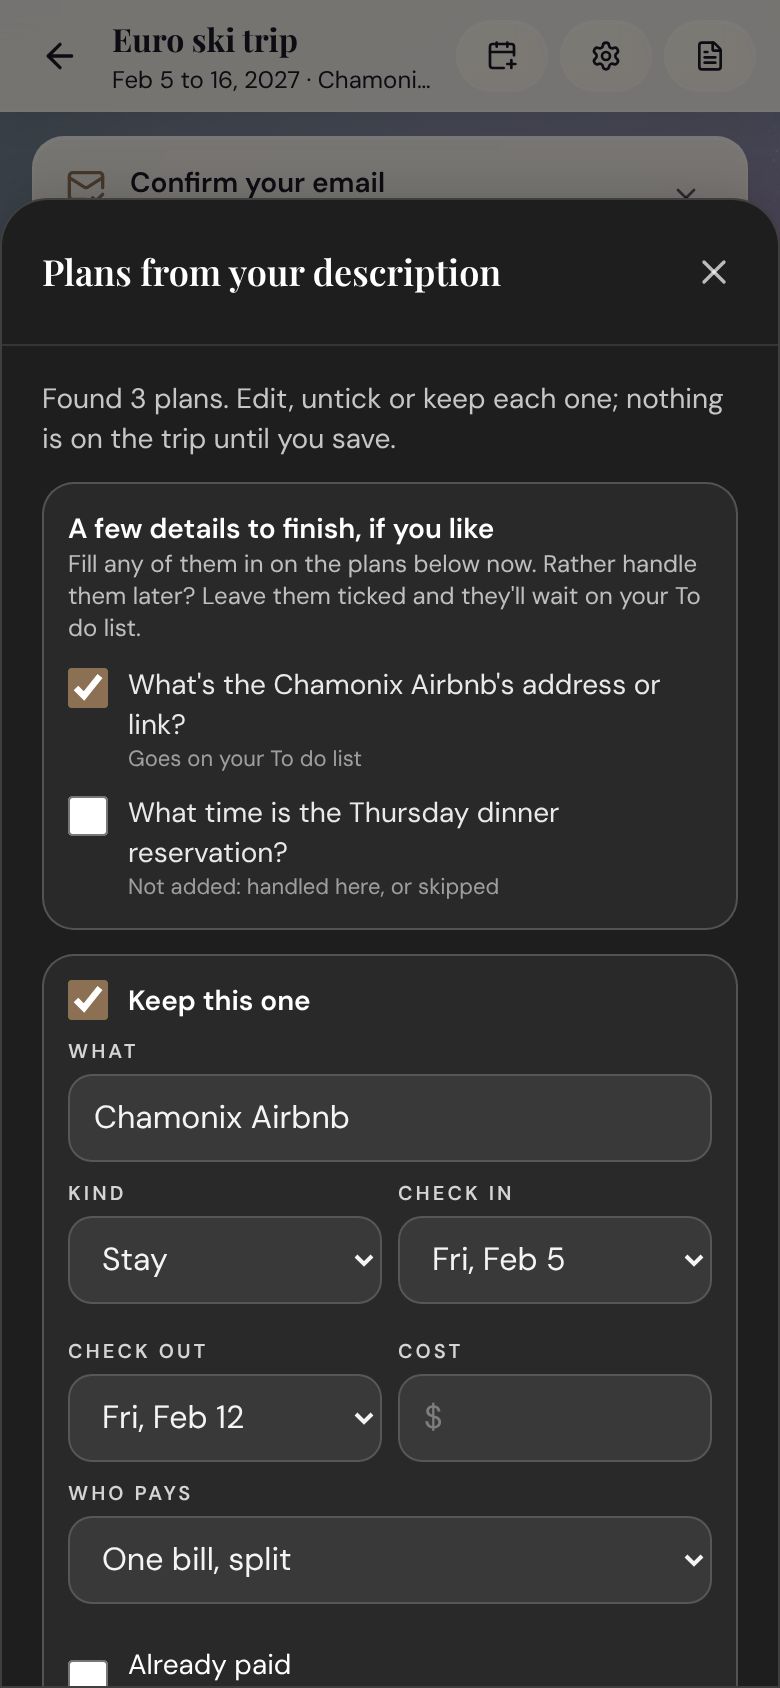 Euro ski trip
Feb 5 to 16, 2027 · Chamoni...
Confirm your email
Plans from your description
Found 3 plans. Edit, untick or keep each one; nothing
is on the trip until you save.
A few details to finish, if you like
Fill any of them in on the plans below now. Rather handle
them later? Leave them ticked and they'll wait on your To
do list.
What's the Chamonix Airbnb's address or
link?
Goes on your To do list
What time is the Thursday dinner
reservation?
Not added: handled here, or skipped
Keep this one
WHAT
Chamonix Airbnb
KIND
CHECK IN
Stay
Fri, Feb 5
CHECK OUT
COST
Fri, Feb 12
$
WHO PAYS
One bill, split
Already paid